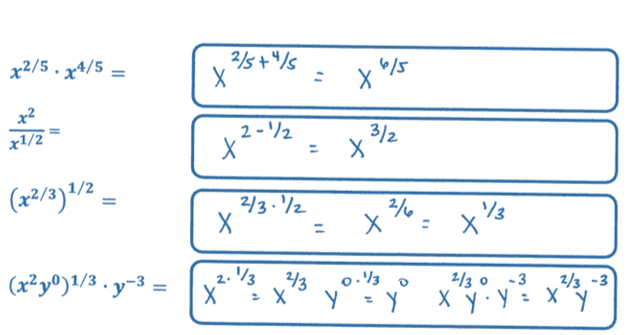 x^{2/5} · x^{4/5} = x^{2/5 + 4/5} = x^{6/5}
\frac{x^2}{x^{1/2}} = x^{2 - 1/2} = x^{3/2}
(x^{2/3})^{1/2} = x^{2/3 · 1/2} = x^{2/6} = x^{1/3}
(x^2y^0)^{1/3} · y^{-3} = x^{2 · 1/3} = x^{2/3} y^{0 · 1/3} = y^0 x^{2/3} y^0 · y^{-3} = x^{2/3} y^{-3}